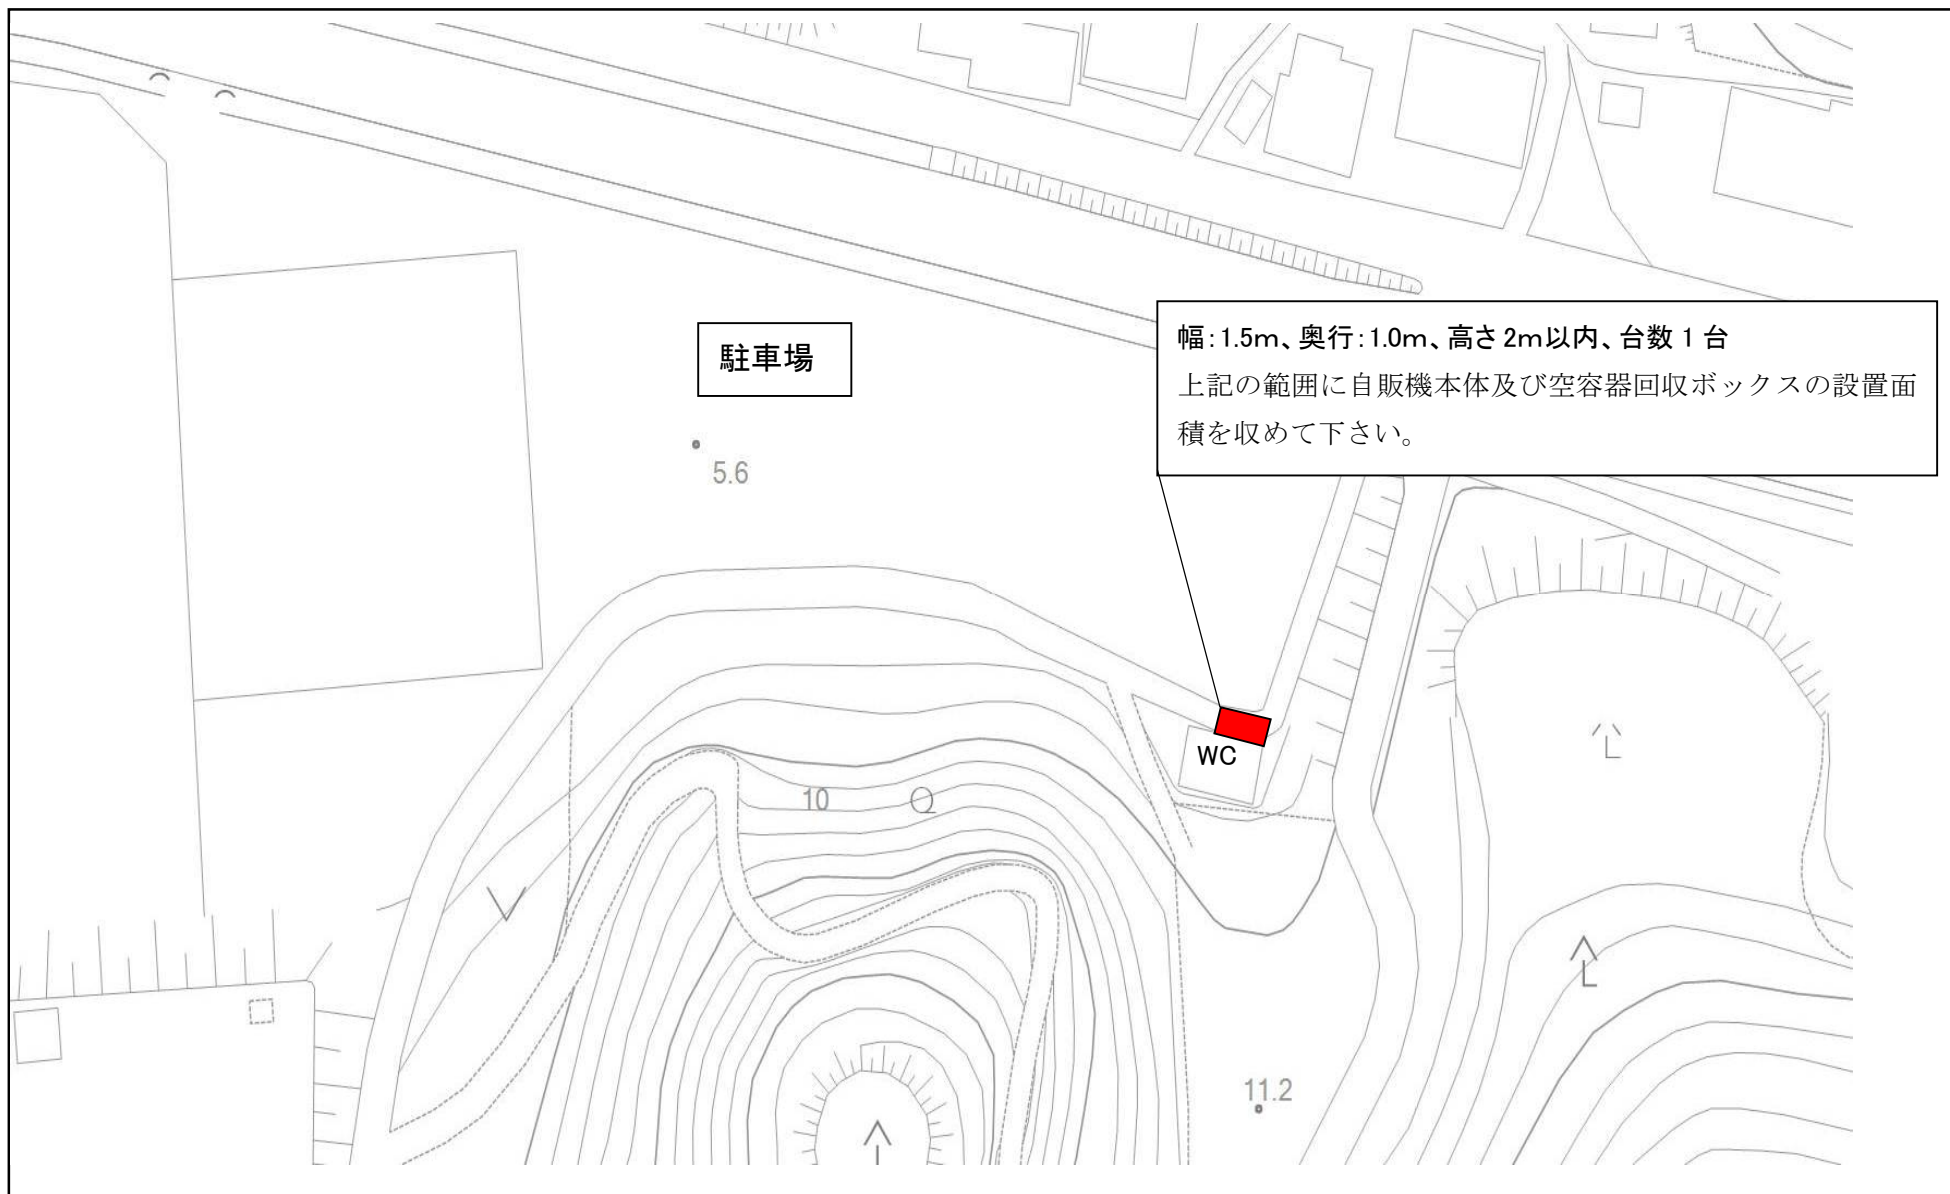 幅:1.5m、奥行:1.0m、高さ2m以内、台数1台
上記の範囲に自販機本体及び空容器回収ボックスの設置面
積を収めて下さい。
駐車場
5.6
WC
10
11.2